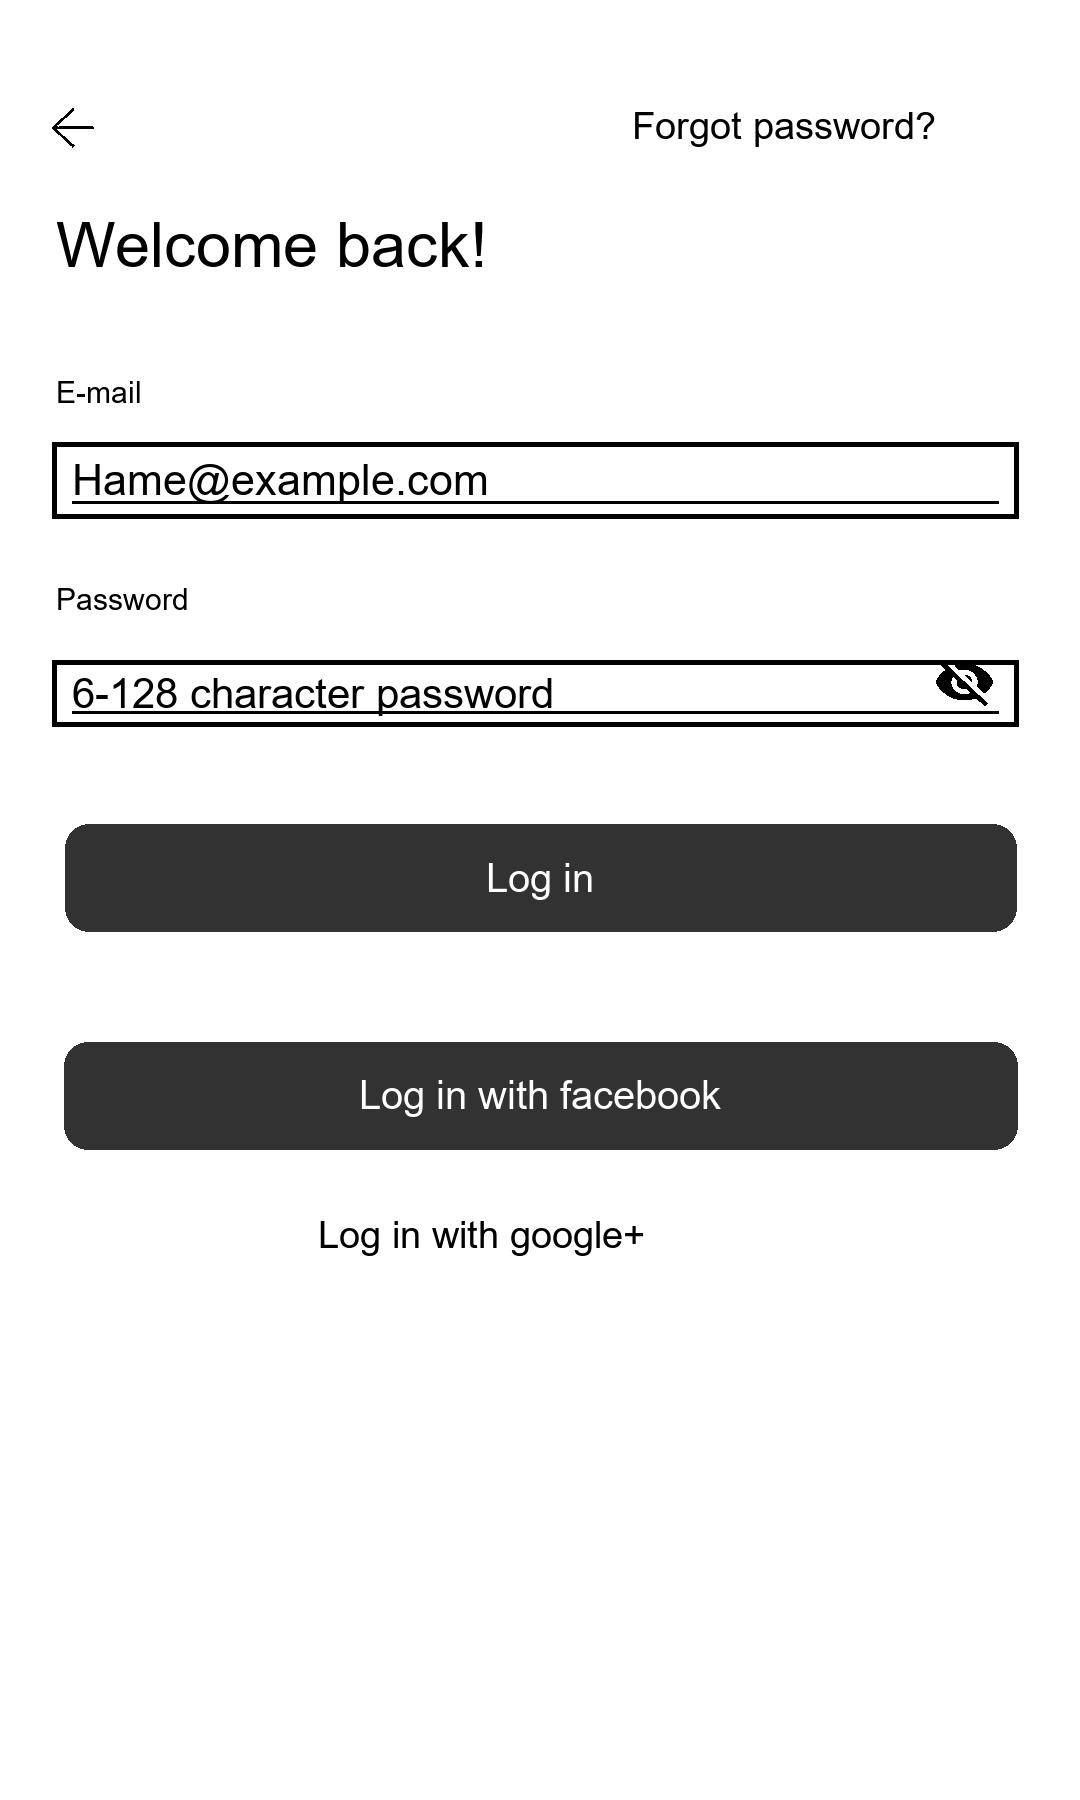 Forgot password?
Welcome back!
E-mail
Hame@example.com
Password
6-128 character password
Log in
Log in with facebook
Log in with google+